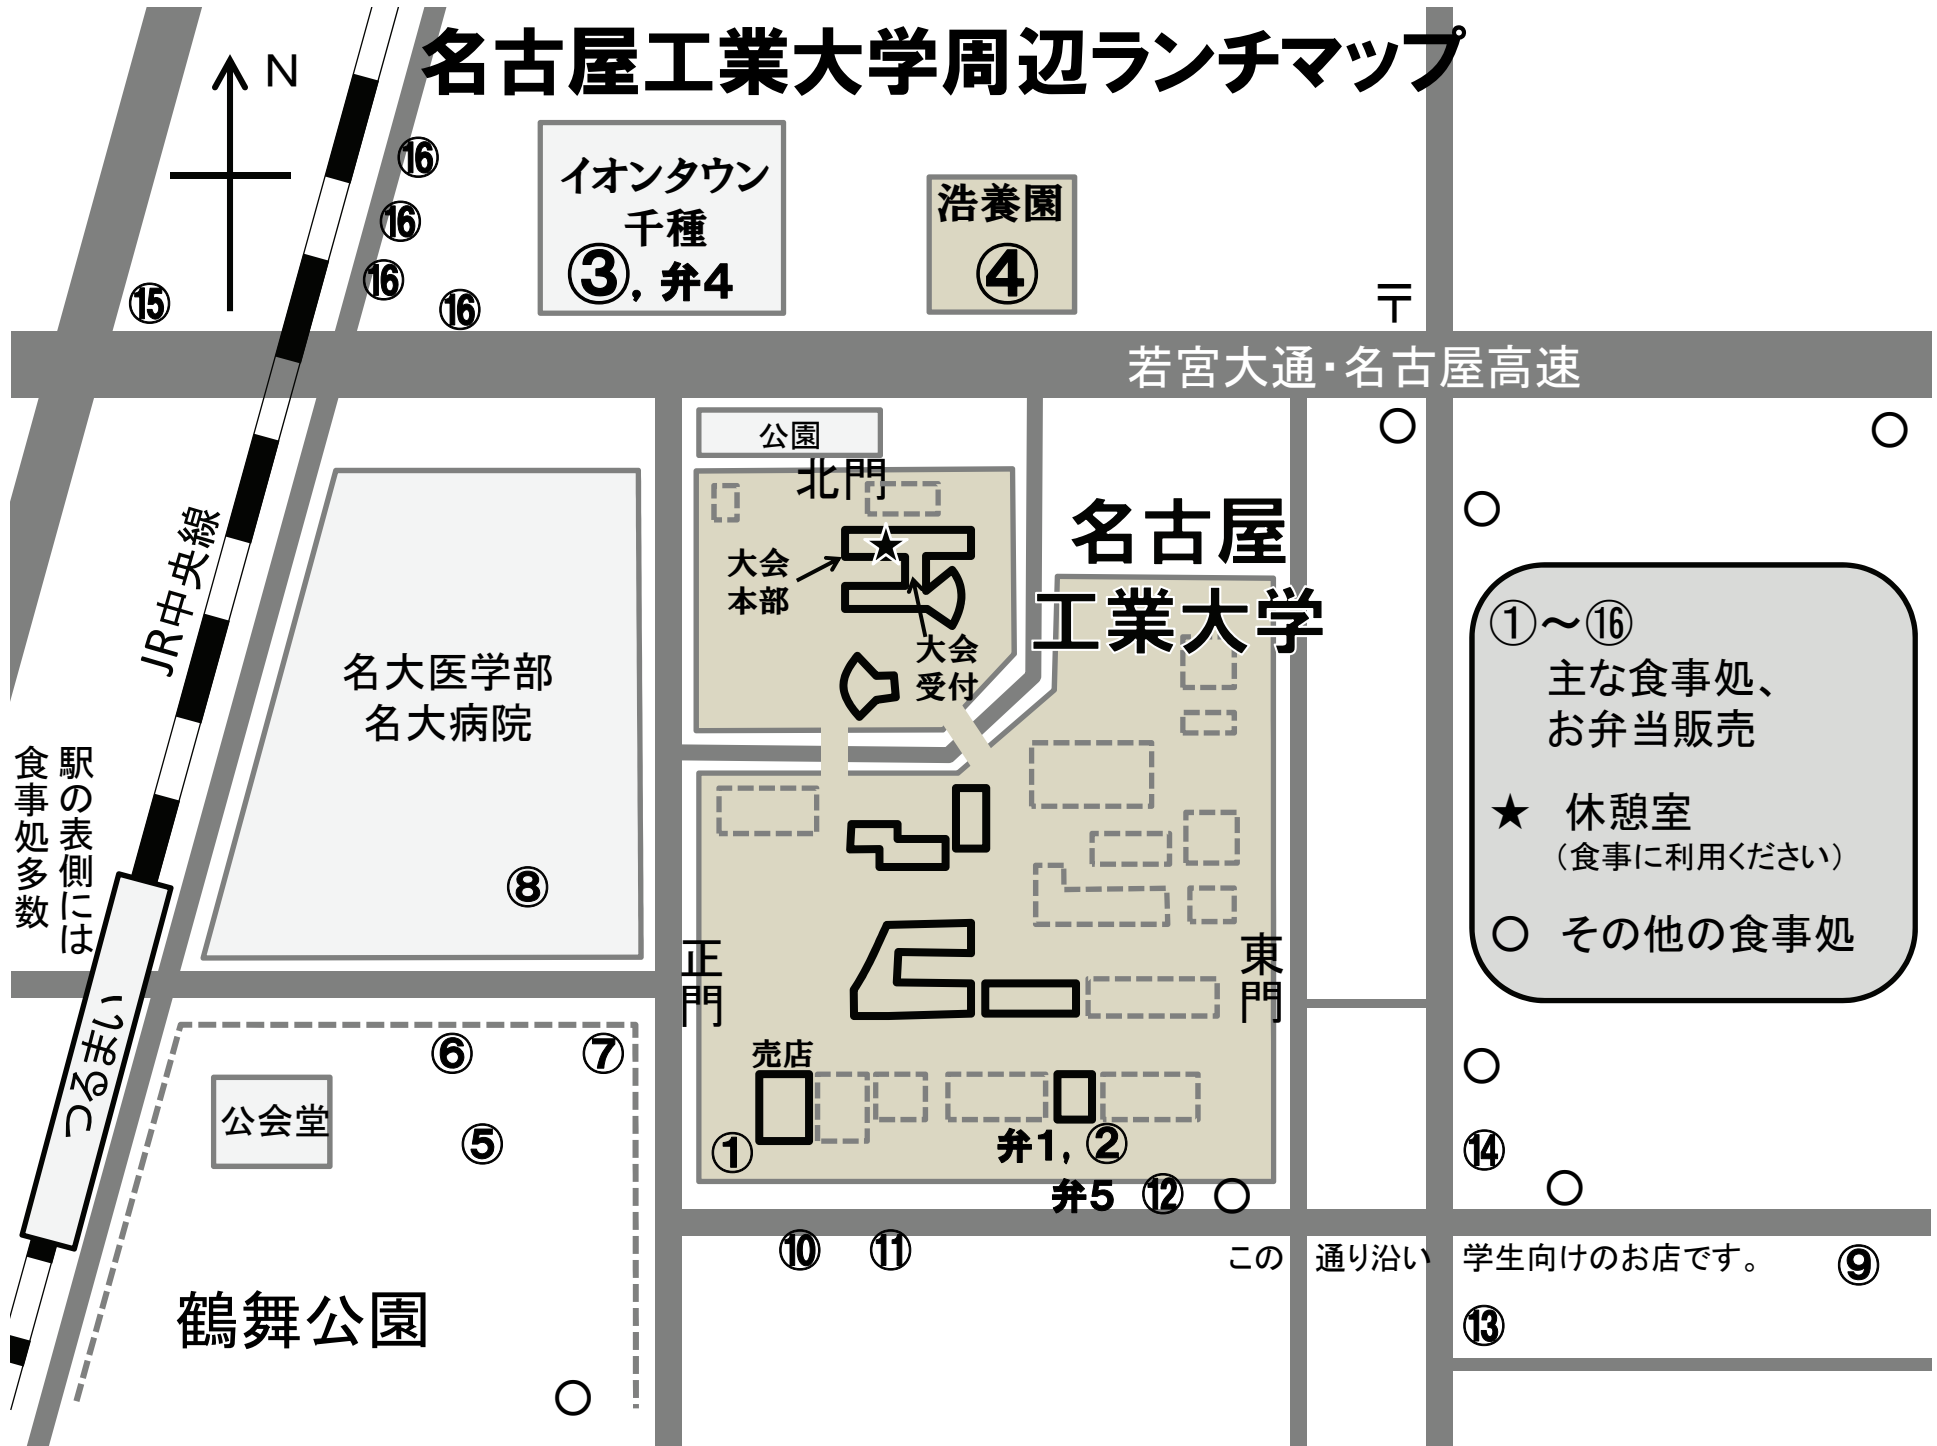 名古屋工業大学周辺ランチマップ
N
⑯
イオンタウン
千種
③, 弁4
浩養園
④
⑯
⑯
⑯
⑮
〒
若宮大通・名古屋高速
公園
北門
名古屋
工業大学
大会
本部
★
大会
受付
JR中央線
名大医学部
名大病院
①～⑯
主な食事処、
お弁当販売
★ 休憩室
（食事に利用ください）
○ その他の食事処
駅の表側には
食事処多数
⑧
正門
東門
つるまい
⑥
⑦
売店
公会堂
⑤
①
弁1, ②
弁5 ⑫
⑭
⑩
⑪
この 通り沿い 学生向けのお店です。
⑨
⑬
鶴舞公園